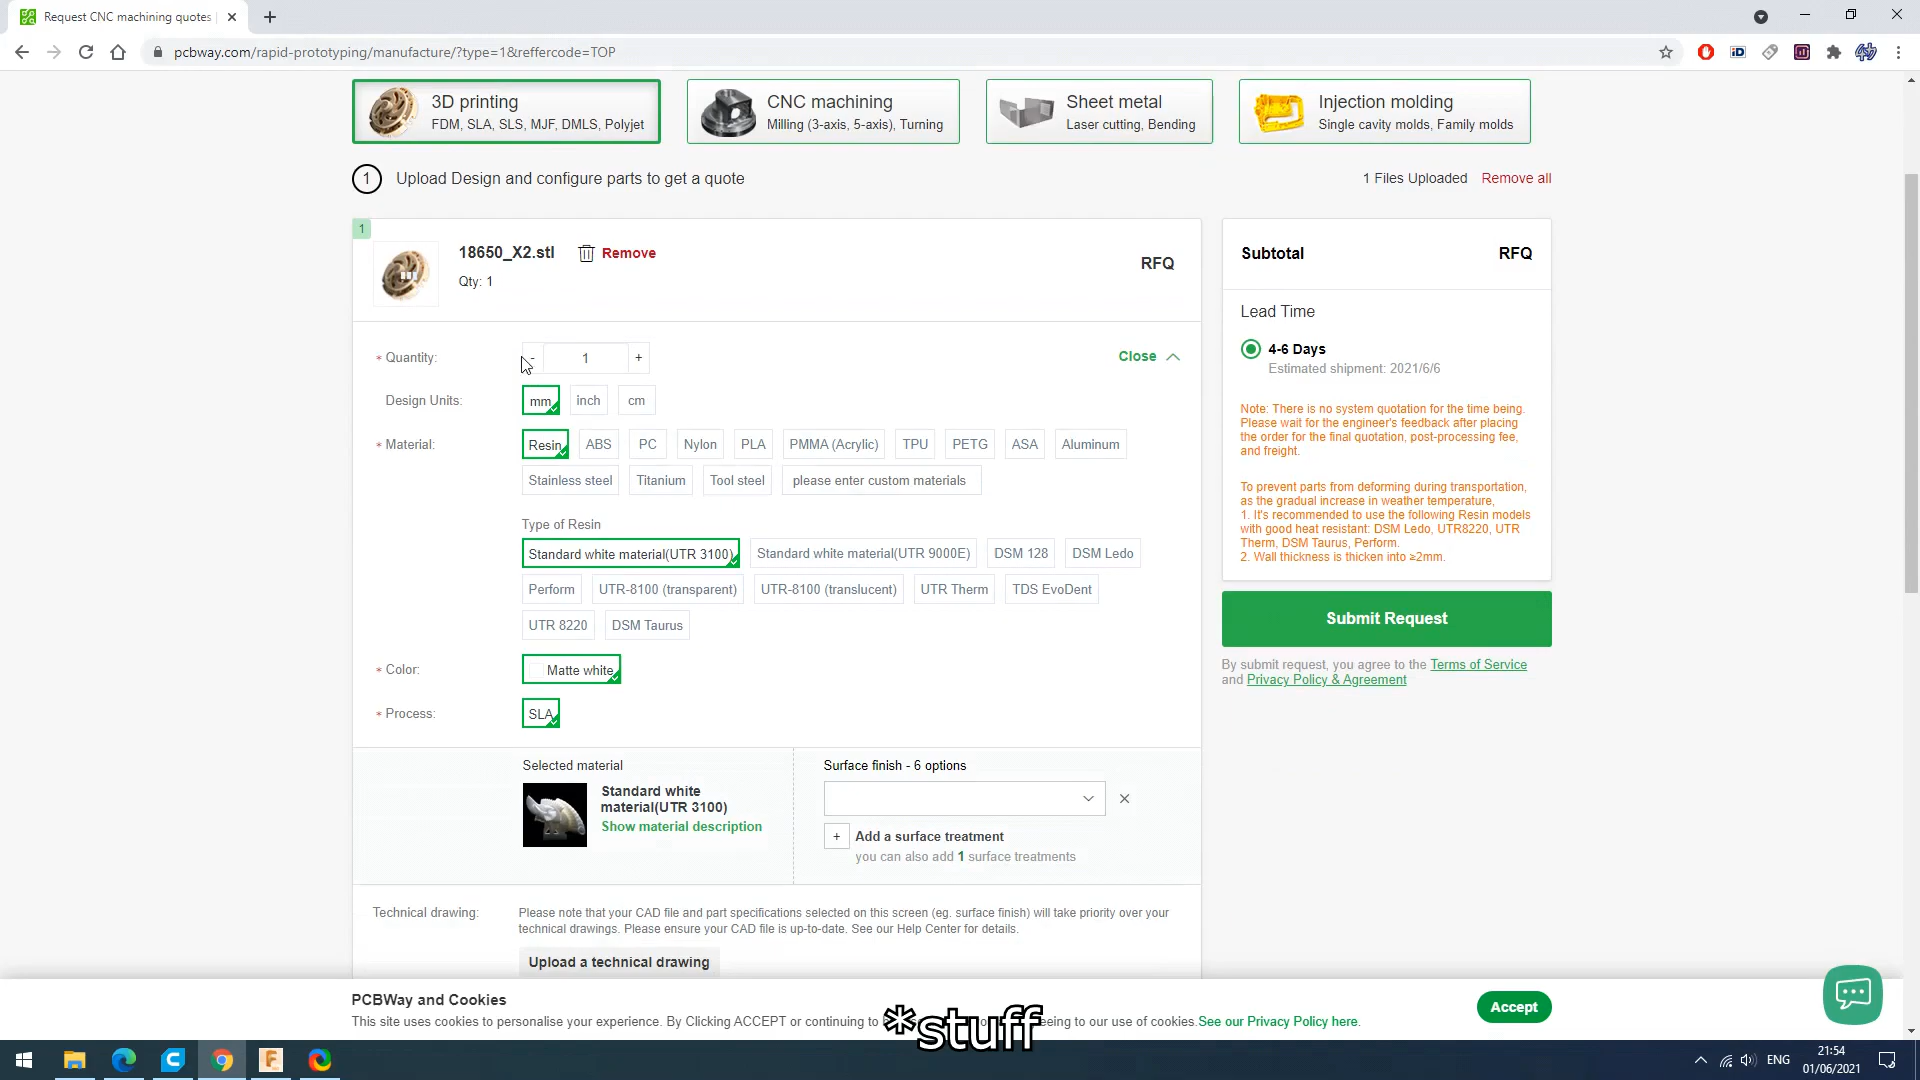 Request CNC machining quotes
pcbway.com/rapid-prototyping/manufacture/?type=1&reffercode=TOP
3D printing
FDM, SLA, SLS, MJF, DMLS, Polyjet
CNC machining
Milling (3-axis, 5-axis), Turning
Sheet metal
Laser cutting, Bending
Injection molding
Single cavity molds, Family molds
1 Upload Design and configure parts to get a quote
1 Files Uploaded Remove all
1
18650_X2.stl Remove
Qty: 1
RFQ
* Quantity: - 1 + Close
Design Units: mm inch cm
* Material: Resin ABS PC Nylon PLA PMMA (Acrylic) TPU PETG ASA Aluminum
Stainless steel Titanium Tool steel please enter custom materials
Type of Resin
Standard white material(UTR 3100) Standard white material(UTR 9000E) DSM 128 DSM Ledo
Perform UTR-8100 (transparent) UTR-8100 (translucent) UTR Therm TDS EvoDent
UTR 8220 DSM Taurus
* Color: Matte white
* Process: SLA
Selected material
Standard white
material(UTR 3100)
Show material description
Surface finish - 6 options
+ Add a surface treatment
you can also add 1 surface treatments
Technical drawing: Please note that your CAD file and part specifications selected on this screen (eg. surface finish) will take priority over your
technical drawings. Please ensure your CAD file is up-to-date. See our Help Center for details.
Upload a technical drawing
Subtotal RFQ
Lead Time
4-6 Days
Estimated shipment: 2021/6/6
Note: There is no system quotation for the time being.
Please wait for the engineer's feedback after placing
the order for the final quotation, post-processing fee,
and freight.
To prevent parts from deforming during transportation,
as the gradual increase in weather temperature,
1. It's recommended to use the following Resin models
with good heat resistant: DSM Ledo, UTR8220, UTR
Therm, DSM Taurus, Perform.
2. Wall thickness is thicken into ≥2mm.
Submit Request
By submit request, you agree to the Terms of Service
and Privacy Policy & Agreement
PCBWay and Cookies
This site uses cookies to personalise your experience. By Clicking ACCEPT or continuing to eeing to our use of cookies.See our Privacy Policy here.
Accept
*stuff
ENG
21:54
01/06/2021